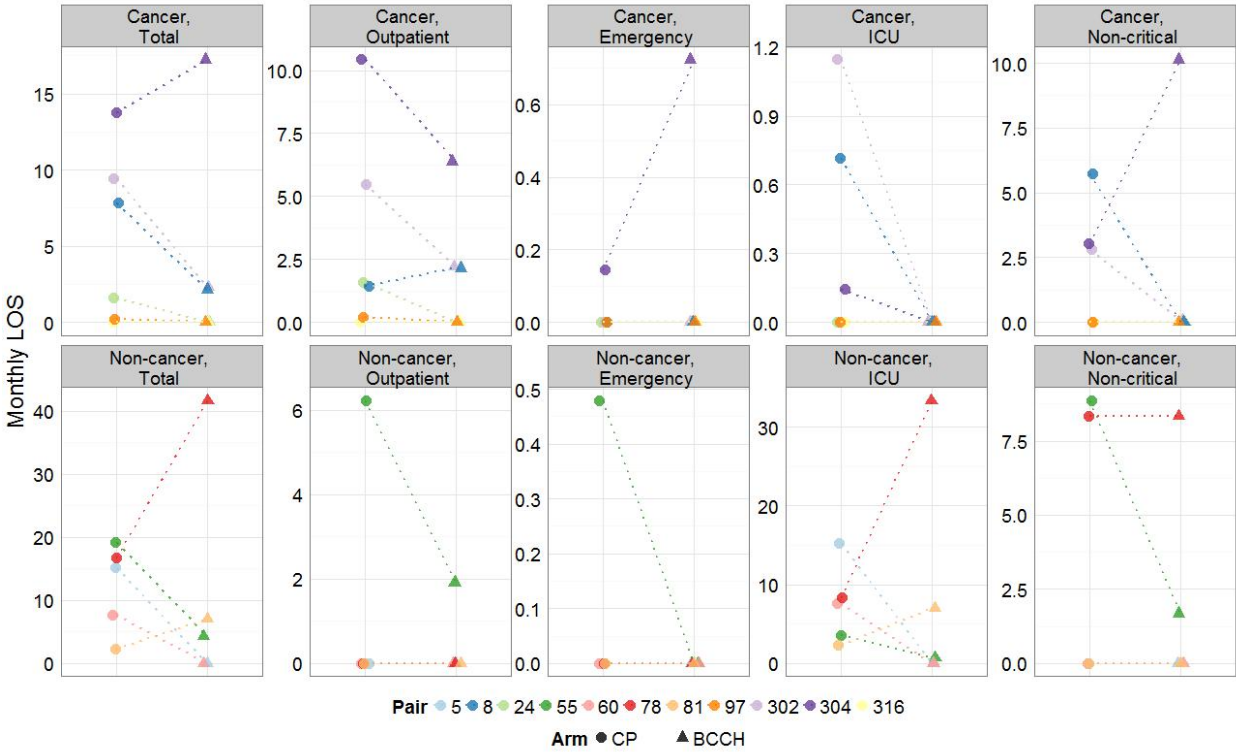 Cancer,
Total
Cancer,
Outpatient
Cancer,
Emergency
Cancer,
ICU
Cancer,
Non-critical
15
10
5
0
10.0
7.5
5.0
2.5
0.0
0.6
0.4
0.2
0.0
1.2
0.9
0.6
0.3
0.0
10.0
7.5
5.0
2.5
0.0
Monthly LOS
Non-cancer,
Total
Non-cancer,
Outpatient
Non-cancer,
Emergency
Non-cancer,
ICU
Non-cancer,
Non-critical
40
30
20
10
0
6
4
2
0
0.5
0.4
0.3
0.2
0.1
0.0
30
20
10
0
7.5
5.0
2.5
0.0
Pair 5 8 24 55 60 78 81 97 302 304 316
Arm CP BCCH